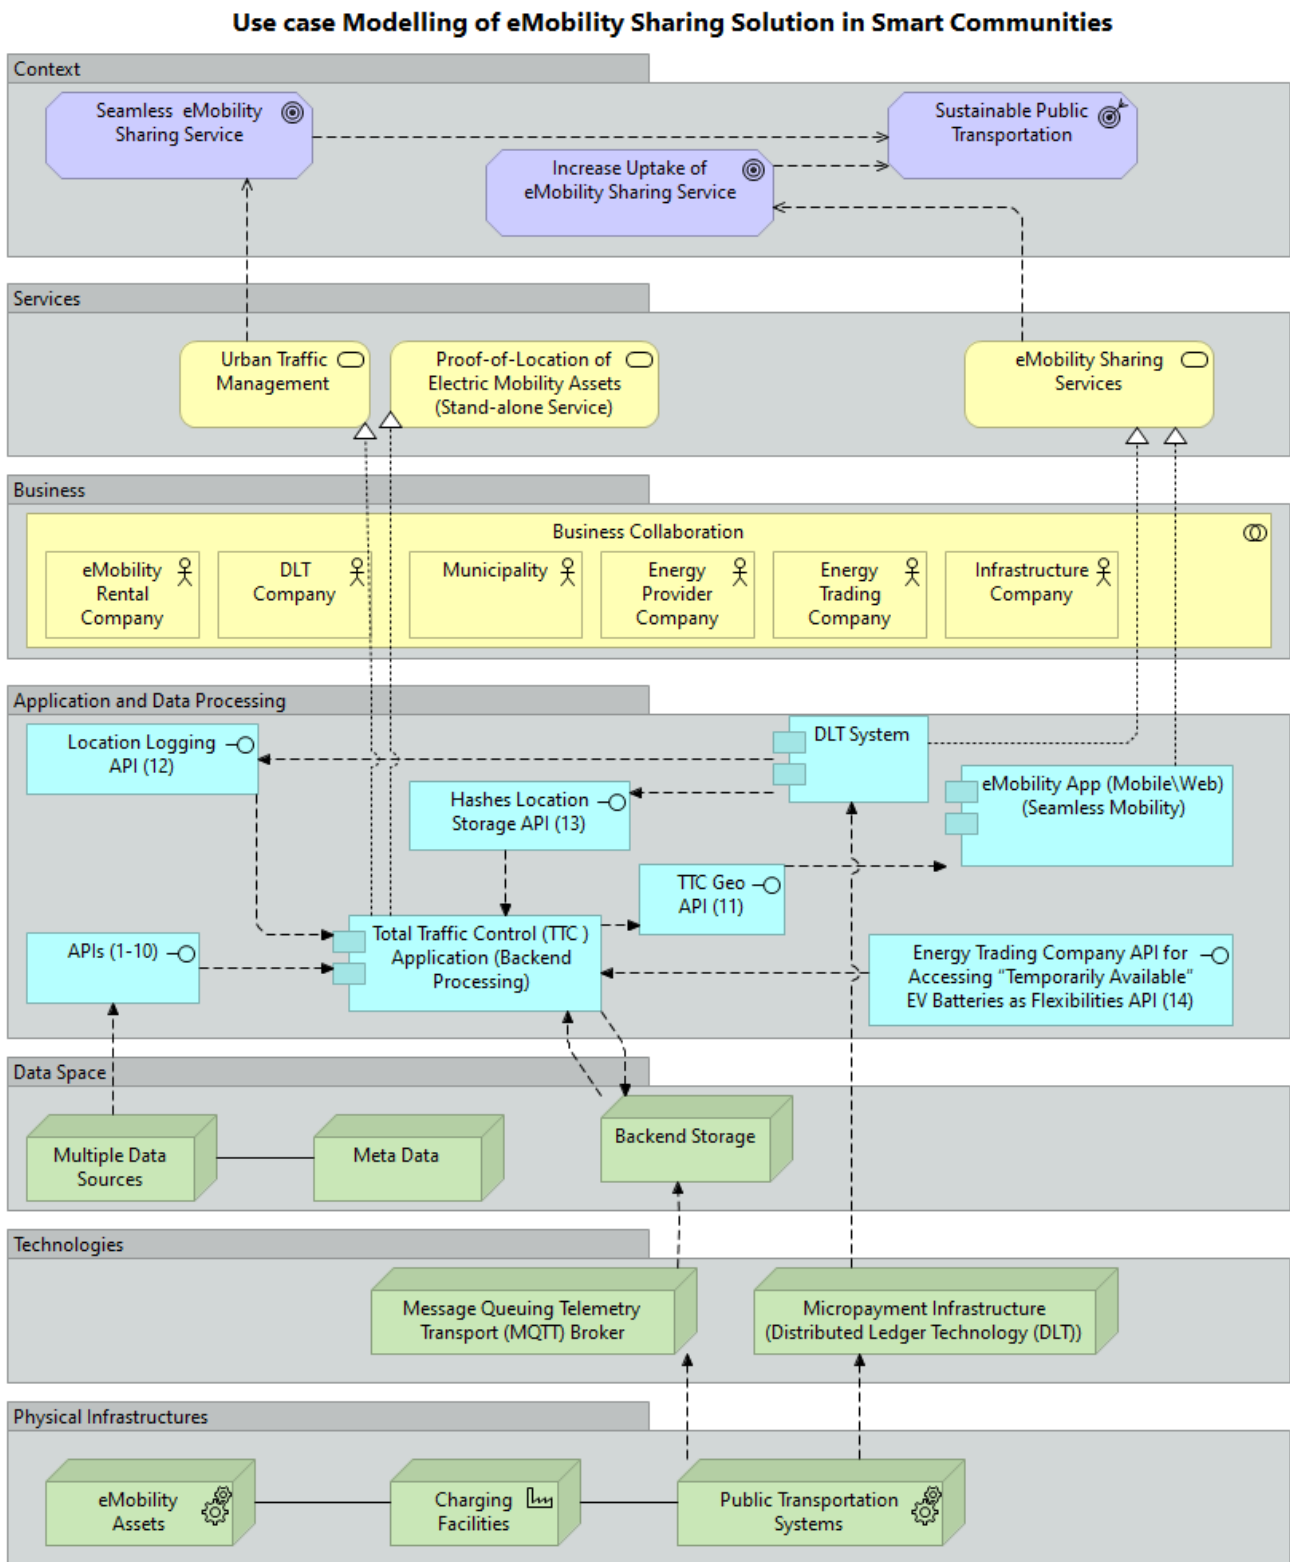 Use case Modelling of eMobility Sharing Solution in Smart Communities
Context
Seamless eMobility
Sharing Service
Sustainable Public
Transportation
Increase Uptake of
eMobility Sharing Service
Services
Urban Traffic
Management
Proof-of-Location of
Electric Mobility Assets
(Stand-alone Service)
eMobility Sharing
Services
Business
Business Collaboration
eMobility
Rental
Company
DLT
Company
Municipality
Energy
Provider
Company
Energy
Trading
Company
Infrastructure
Company
Application and Data Processing
Location Logging
API (12)
DLT System
Hashes Location
Storage API (13)
eMobility App (Mobile\Web)
(Seamless Mobility)
TTC Geo
API (11)
APIs (1-10)
Total Traffic Control (TTC )
Application (Backend
Processing)
Energy Trading Company API for
Accessing “Temporarily Available“
EV Batteries as Flexibilities API (14)
Data Space
Multiple Data
Sources
Meta Data
Backend Storage
Technologies
Message Queuing Telemetry
Transport (MQTT) Broker
Micropayment Infrastructure
(Distributed Ledger Technology (DLT))
Physical Infrastructures
eMobility
Assets
Charging
Facilities
Public Transportation
Systems